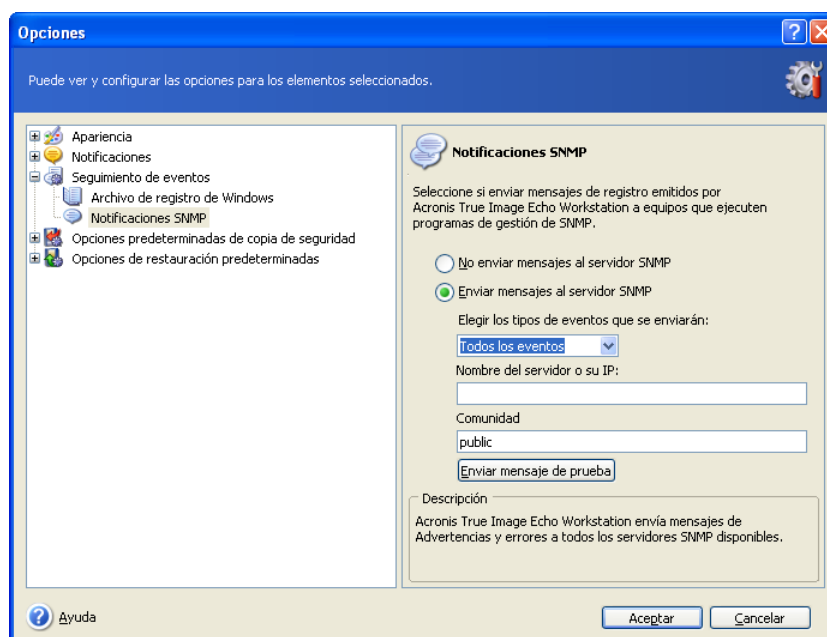 Opciones
Puede ver y configurar las opciones para los elementos seleccionados.
Apariencia
Notificaciones
Seguimiento de eventos
Archivo de registro de Windows
Notificaciones SNMP
Opciones predeterminadas de copia de seguridad
Opciones de restauración predeterminadas
Notificaciones SNMP
Seleccione si enviar mensajes de registro emitidos por
Acronis True Image Echo Workstation a equipos que ejecuten
programas de gestión de SNMP.
No enviar mensajes al servidor SNMP
Enviar mensajes al servidor SNMP
Elegir los tipos de eventos que se enviarán:
Todos los eventos
Nombre del servidor o su IP:
Comunidad
public
Enviar mensaje de prueba
Descripción
Acronis True Image Echo Workstation envía mensajes de
Advertencias y errores a todos los servidores SNMP disponibles.
Ayuda
Aceptar
Cancelar